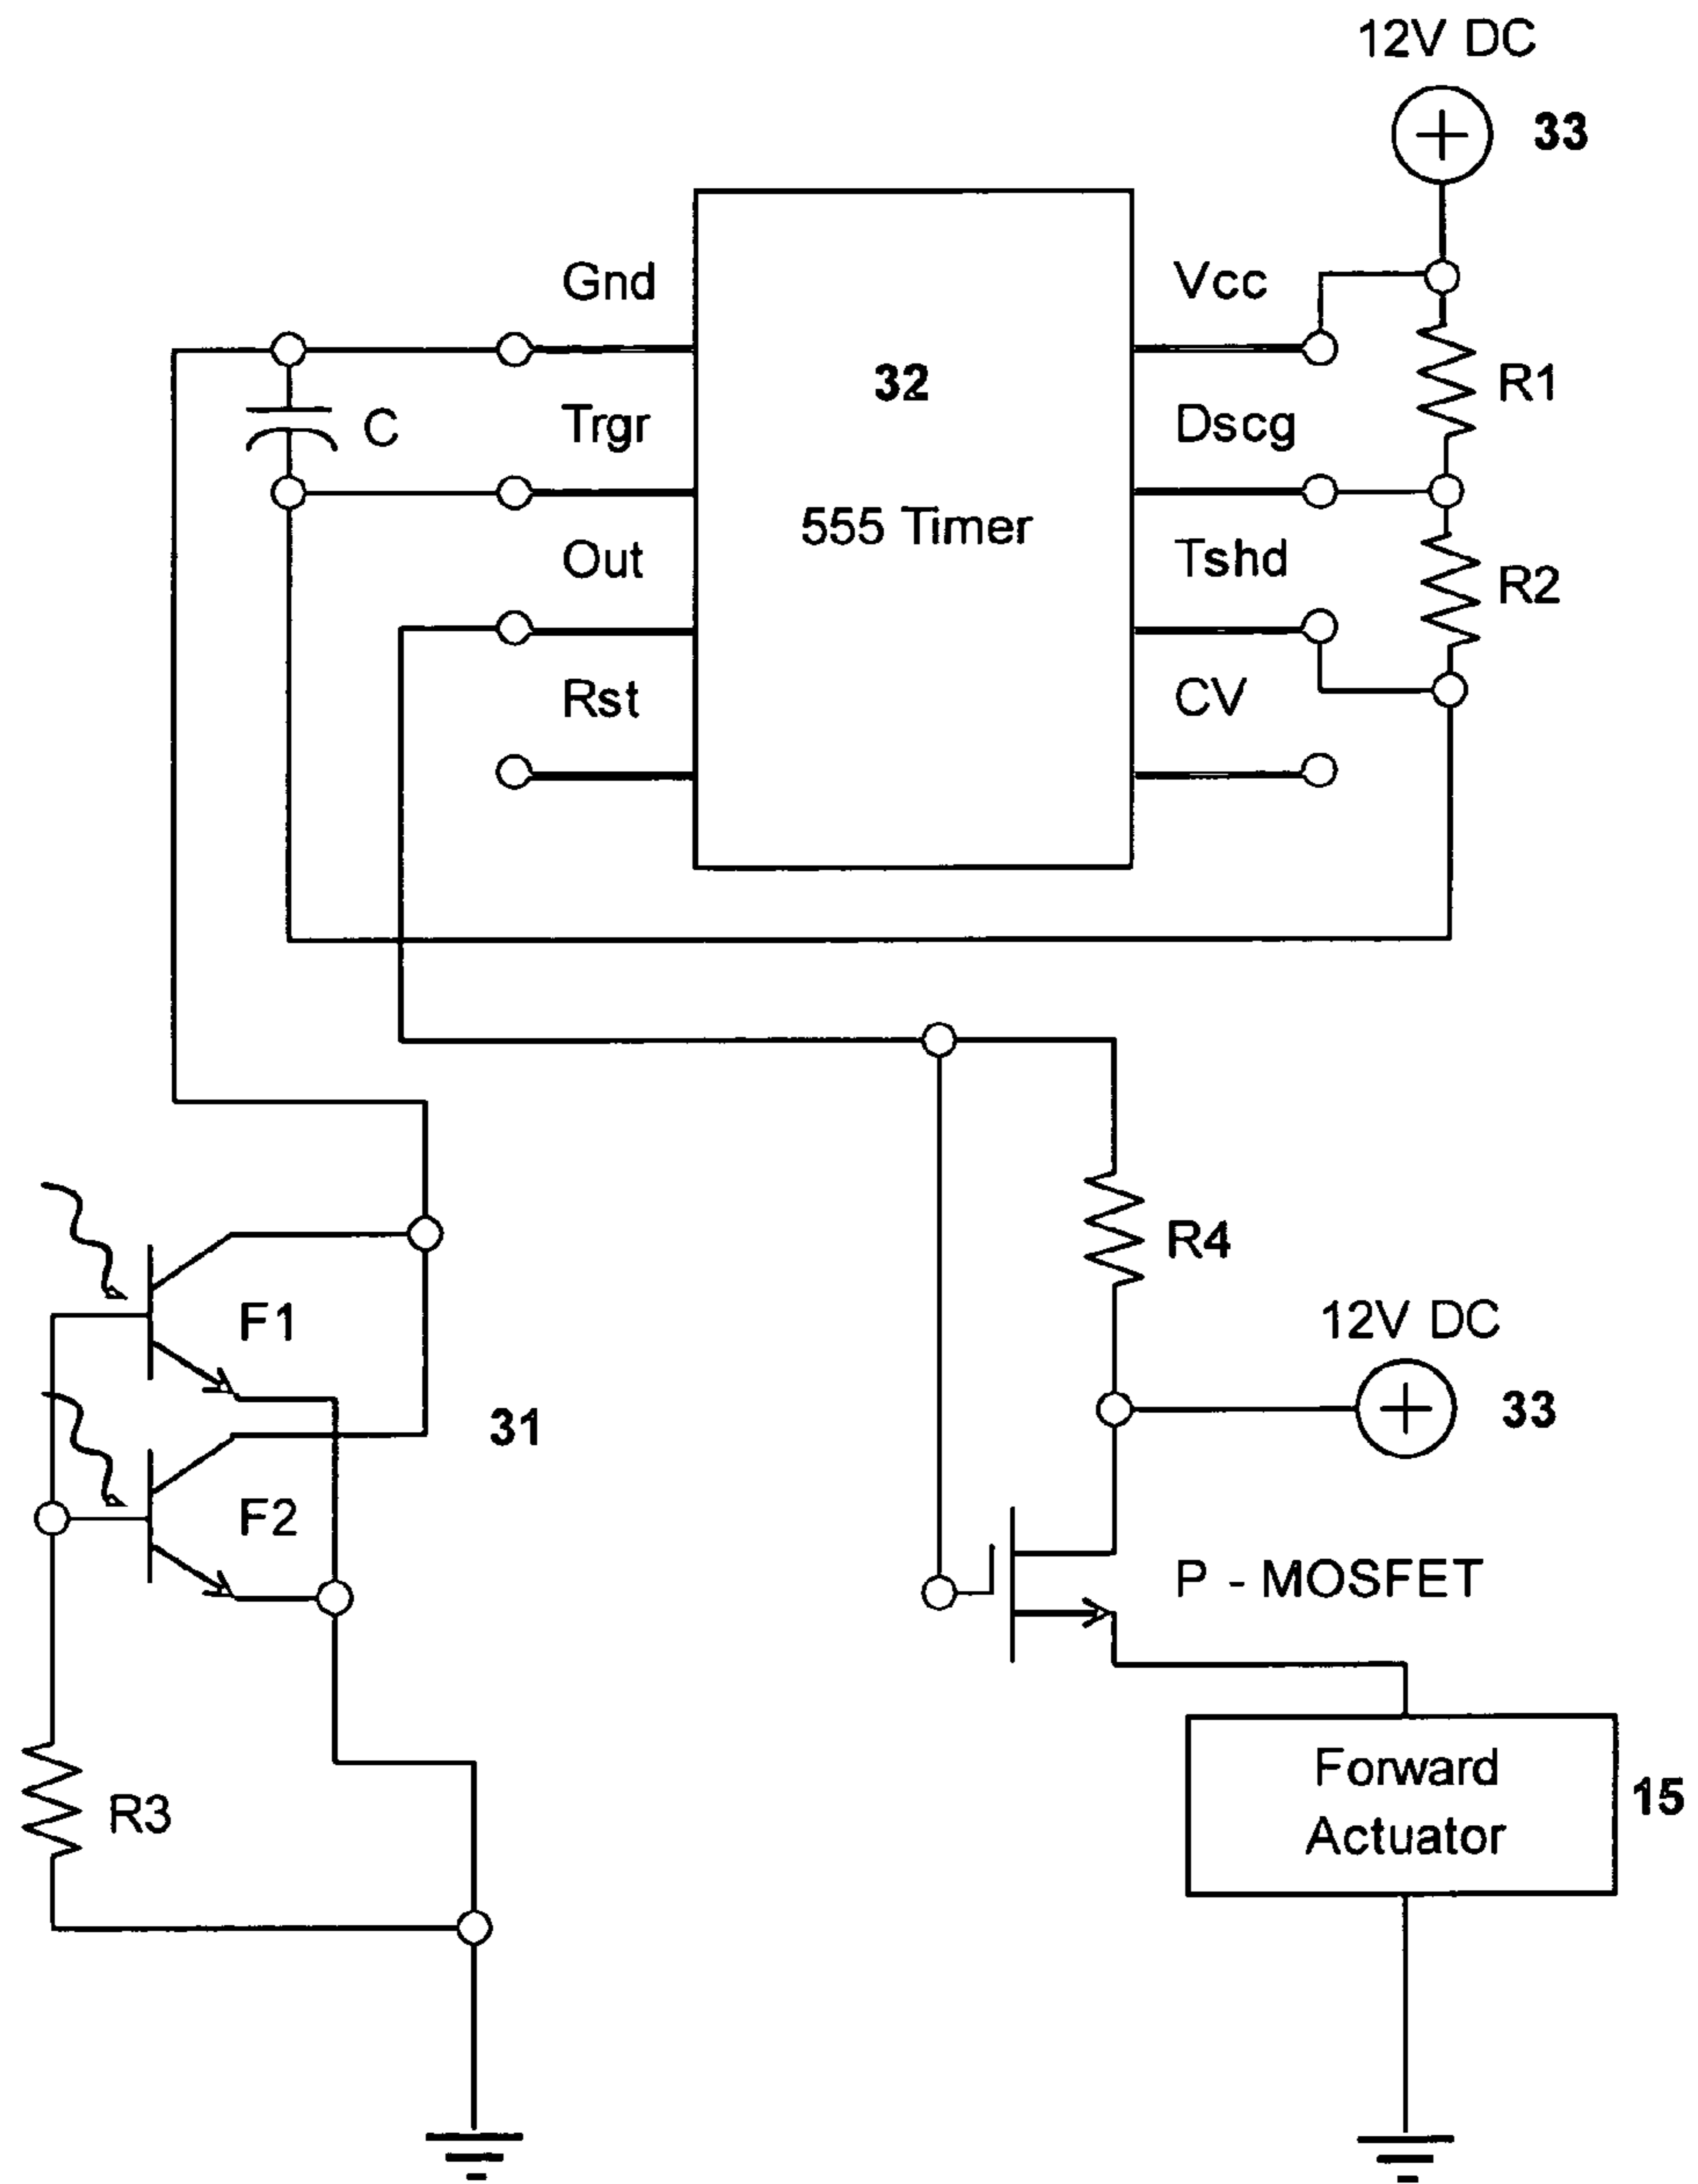 12V DC
33
Gnd
Vcc
32
R1
C
Trgr
Dscg
555 Timer
Out
Tshd
R2
Rst
CV
R4
F1
12V DC
33
31
F2
P - MOSFET
Forward
Actuator
15
R3